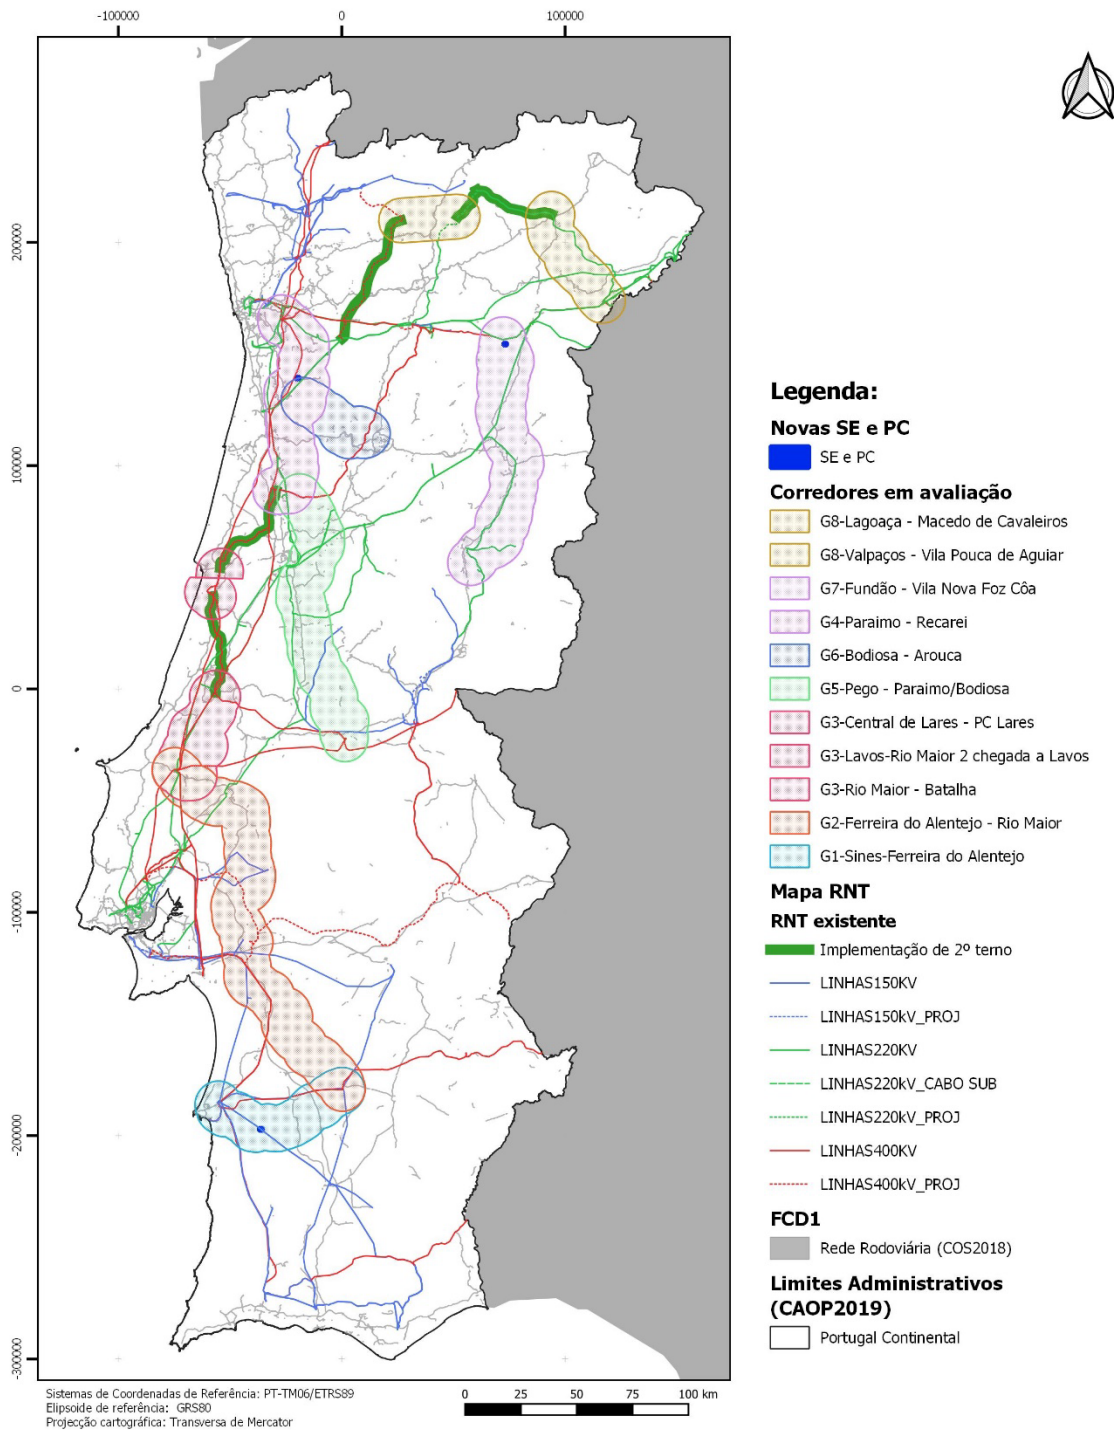 -100000
0
100000
200000
100000
0
-100000
-200000
-300000
Legenda:
Novas SE e PC
SE e PC
Corredores em avaliação
G8-Lagoaça - Macedo de Cavaleiros
G8-Valpaços - Vila Pouca de Aguiar
G7-Fundão - Vila Nova Foz Côa
G4-Paraimo - Recarei
G6-Bodiosa - Arouca
G5-Pego - Paraimo/Bodiosa
G3-Central de Lares - PC Lares
G3-Lavos-Rio Maior 2 chegada a Lavos
G3-Rio Maior - Batalha
G2-Ferreira do Alentejo - Rio Maior
G1-Sines-Ferreira do Alentejo
Mapa RNT
RNT existente
Implementação de 2º terno
LINHAS150KV
LINHAS150kV_PROJ
LINHAS220KV
LINHAS220kV_CABO SUB
LINHAS220kV_PROJ
LINHAS400KV
LINHAS400kV_PROJ
FCD1
Rede Rodoviária (COS2018)
Limites Administrativos
(CAOP2019)
Portugal Continental
Sistemas de Coordenadas de Referência: PT-TM06/ETRS89
Elipsoide de referência: GRS80
Projecção cartográfica: Transversa de Mercator
0 25 50 75 100 km